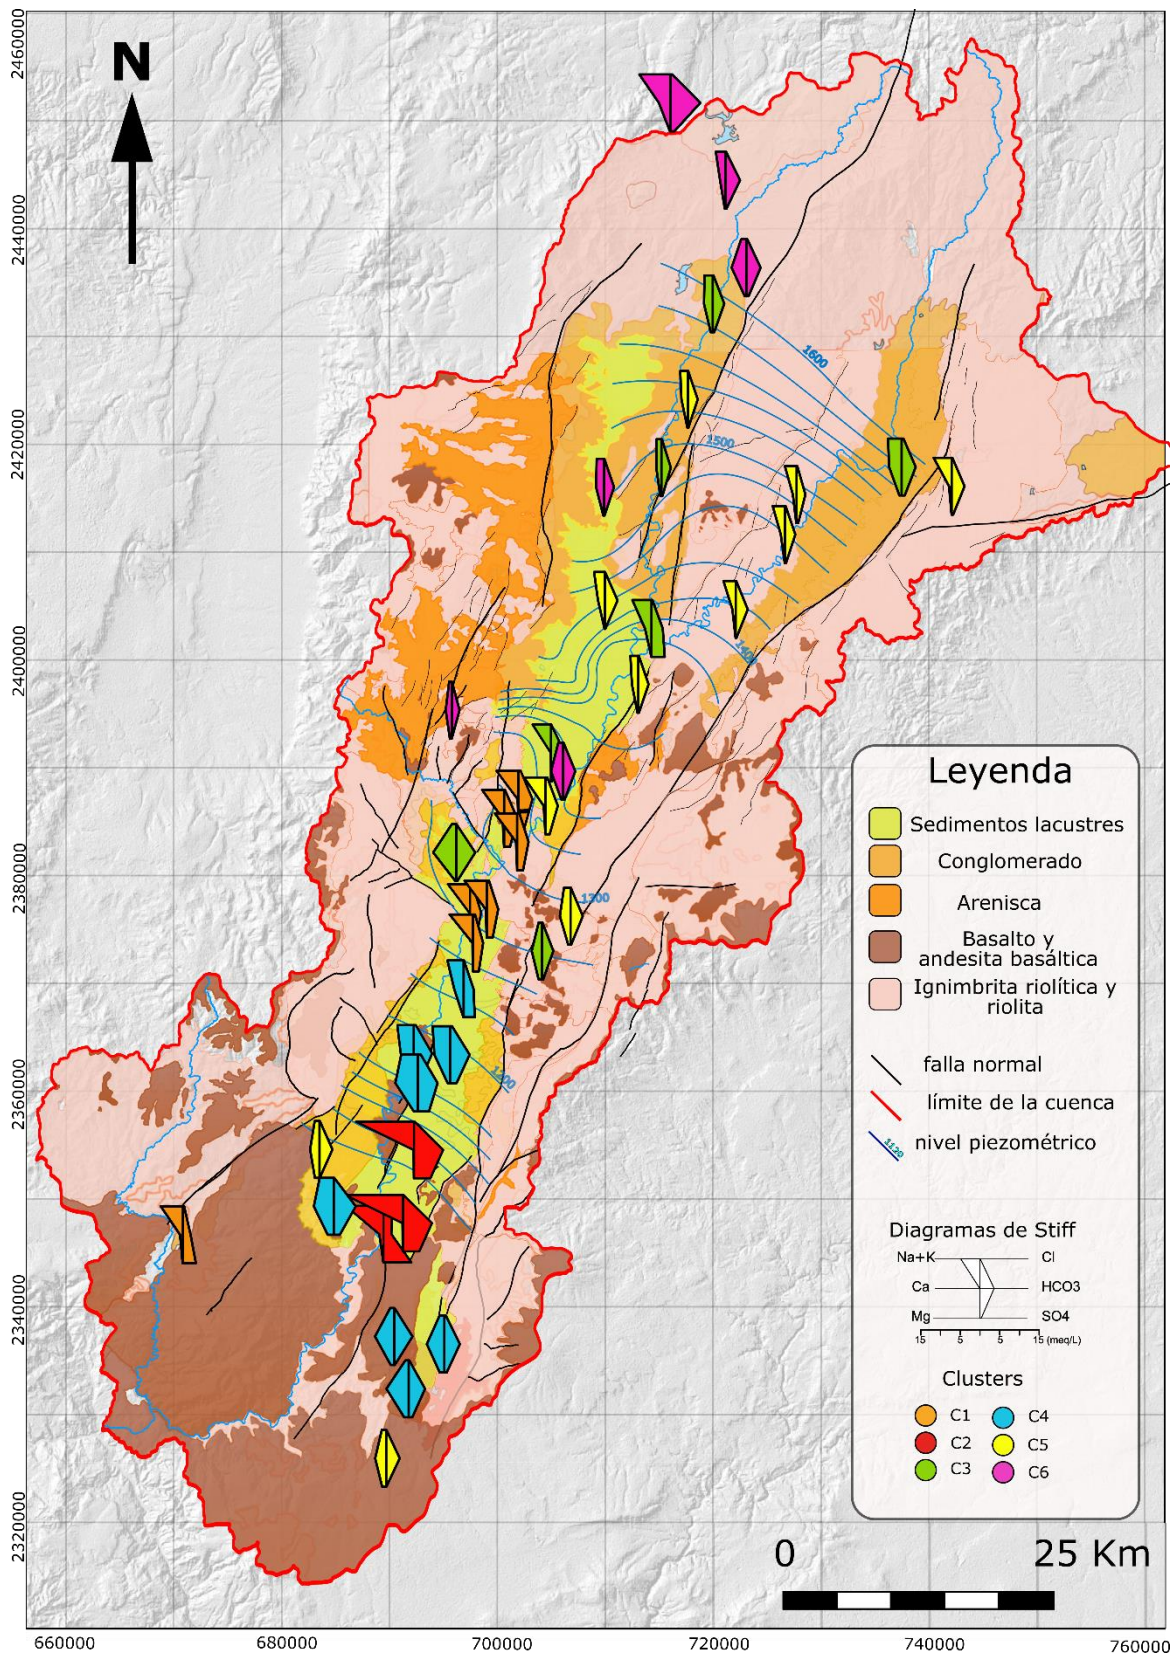 N
2460000
2440000
2420000
2400000
2380000
2360000
2340000
2320000
1600
1500
1400
1300
1200
Leyenda
Sedimentos lacustres
Conglomerado
Arenisca
Basalto y
andesita basáltica
Ignimbrita riolítica y
riolita
falla normal
límite de la cuenca
1120 nivel piezométrico
Diagramas de Stiff
Na+K Cl
Ca HCO3
Mg SO4
15 5 5 15 (meq/L)
Clusters
C1 C4
C2 C5
C3 C6
0 25 Km
660000 680000 700000 720000 740000 760000